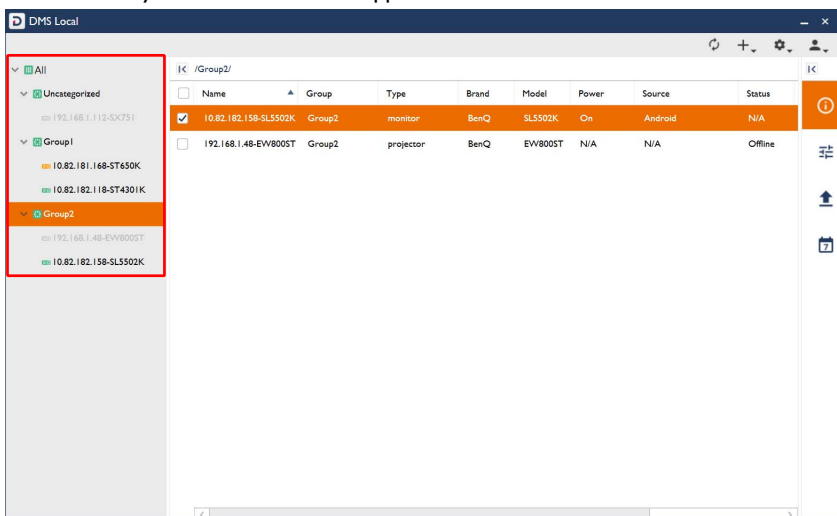 DMS Local
All
Uncategorized
192.168.1.112-SX751
Group1
10.82.181.168-ST650K
10.82.182.118-ST4301K
Group2
192.168.1.48-EW800ST
10.82.182.158-SL5502K
/Group2/
Name Group Type Brand Model Power Source Status
10.82.182.158-SL5502K Group2 monitor BenQ SL5502K On Android N/A
192.168.1.48-EW800ST Group2 projector BenQ EW800ST N/A N/A Offline
7